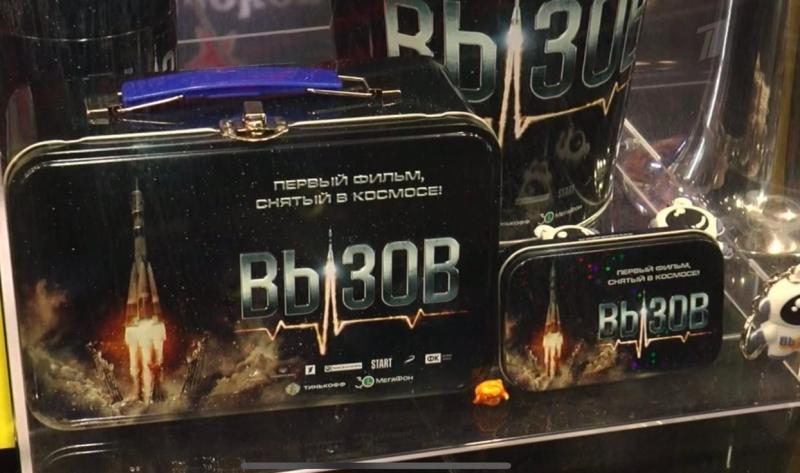 ВЫЗОВ
ПЕРВЫЙ ФИЛЬМ,
СНЯТЫЙ В КОСМОСЕ!
ВЫЗОВ
START
ФК
ТИНЬКОФФ
МЕГАФОН
START
МЕГАФОН
ПЕРВЫЙ ФИЛЬМ,
СНЯТЫЙ В КОСМОСЕ!
ВЫЗОВ